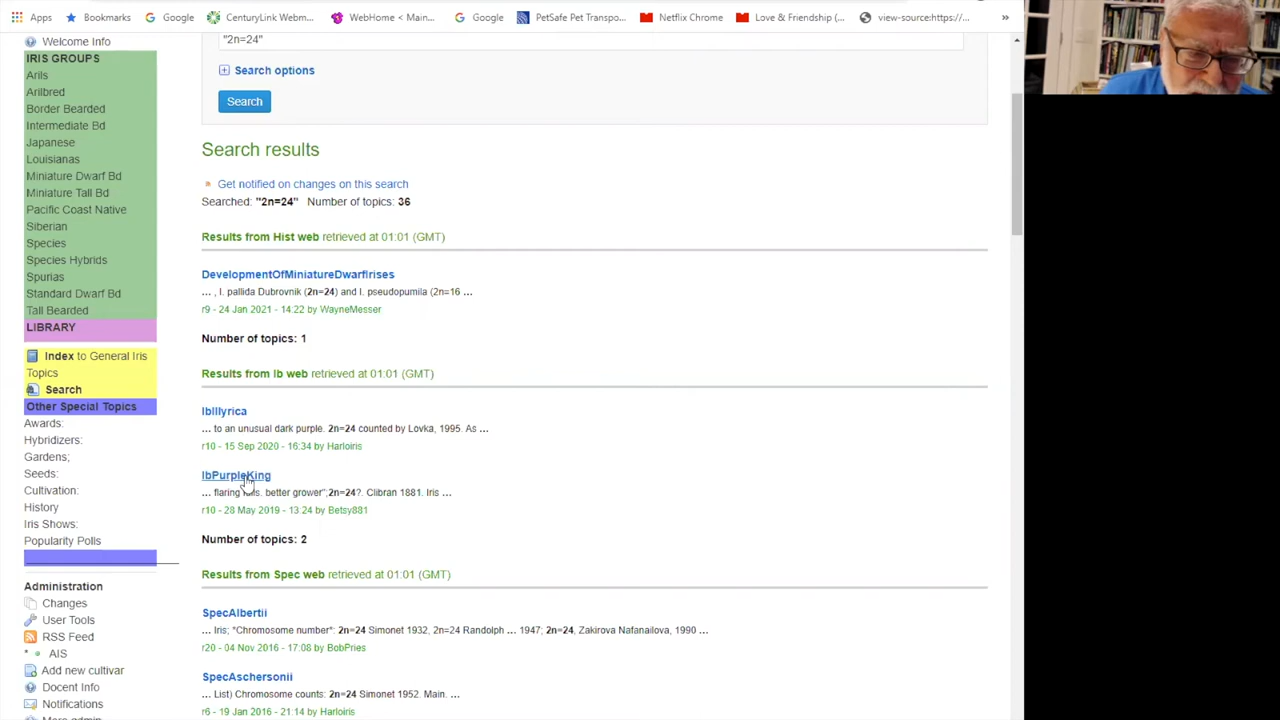 Apps
Bookmarks
Google
CenturyLink Webm...
WebHome < Main...
Google
PetSafe Pet Transpo...
Netflix Chrome
Love & Friendship (...
view-source:https://...
»
Welcome Info
IRIS GROUPS
Arils
Arilbred
Border Bearded
Intermediate Bd
Japanese
Louisianas
Miniature Dwarf Bd
Miniature Tall Bd
Pacific Coast Native
Siberian
Species
Species Hybrids
Spurias
Standard Dwarf Bd
Tall Bearded
LIBRARY
Index to General Iris
Topics
Search
Other Special Topics
Awards:
Hybridizers:
Gardens;
Seeds:
Cultivation:
History
Iris Shows:
Popularity Polls
Administration
Changes
User Tools
RSS Feed
AIS
Add new cultivar
Docent Info
Notifications
"2n=24"
Search options
Search
Search results
» Get notified on changes on this search
Searched: "2n=24" Number of topics: 36
Results from Hist web retrieved at 01:01 (GMT)
DevelopmentOfMiniatureDwarfIrises
... , I. pallida Dubrovnik (2n=24) and I. pseudopumila (2n=16 ...
r9 - 24 Jan 2021 - 14:22 by WayneMesser
Number of topics: 1
Results from Ib web retrieved at 01:01 (GMT)
IbIllyrica
... to an unusual dark purple. 2n=24 counted by Lovka, 1995. As ...
r10 - 15 Sep 2020 - 16:34 by Harloiris
IbPurpleKing
... flaring falls. better grower";2n=24?. Clibran 1881. Iris ...
r10 - 28 May 2019 - 13:24 by Betsy881
Number of topics: 2
Results from Spec web retrieved at 01:01 (GMT)
SpecAlbertii
... Iris; "Chromosome number": 2n=24 Simonet 1932, 2n=24 Randolph ... 1947; 2n=24, Zakirova Nafanailova, 1990 ...
r20 - 04 Nov 2016 - 17:08 by BobPries
SpecAschersonii
... List) Chromosome counts: 2n=24 Simonet 1952. Main. ...
r6 - 19 Jan 2016 - 21:14 by Harloiris